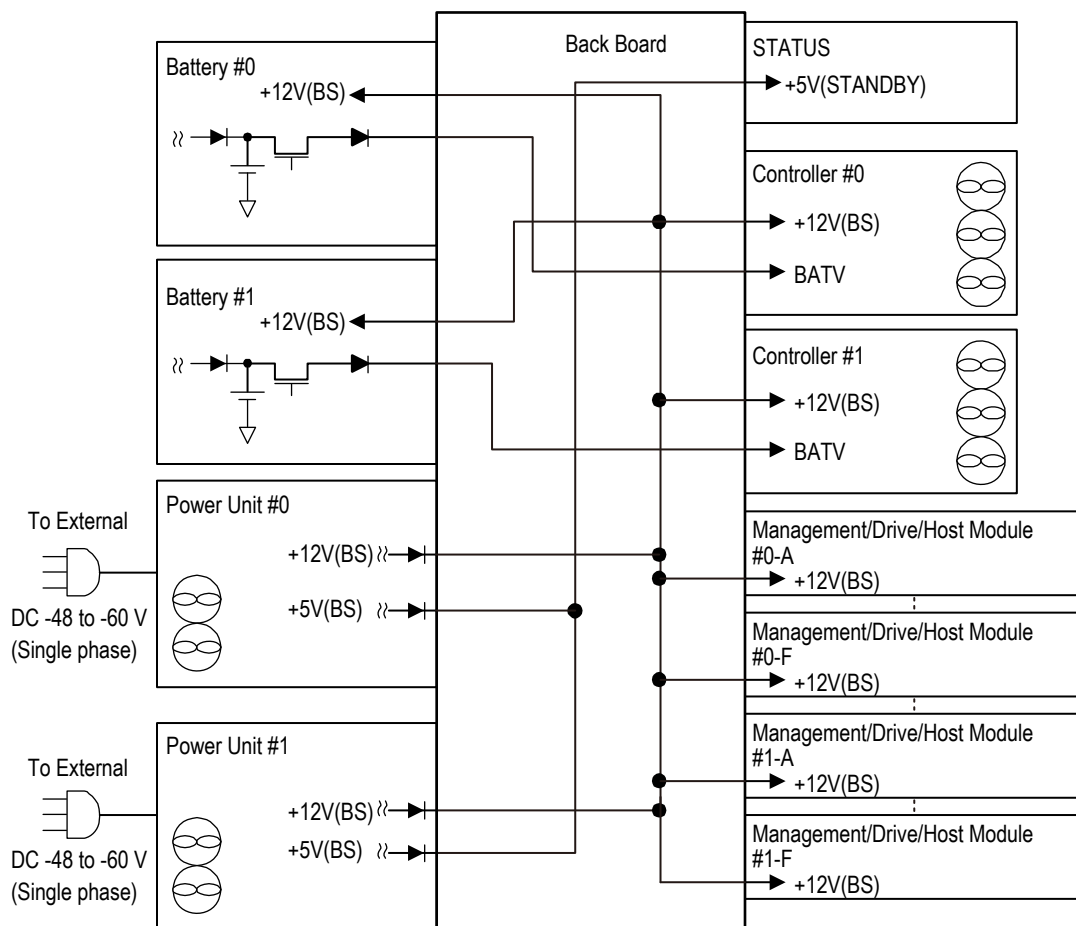 Back Board
Battery #0
+12V(BS)
Battery #1
+12V(BS)
To External
DC -48 to -60 V
(Single phase)
Power Unit #0
+12V(BS)
+5V(BS)
To External
DC -48 to -60 V
(Single phase)
Power Unit #1
+12V(BS)
+5V(BS)
STATUS
+5V(STANDBY)
Controller #0
+12V(BS)
BATV
Controller #1
+12V(BS)
BATV
Management/Drive/Host Module
#0-A
+12V(BS)
Management/Drive/Host Module
#0-F
+12V(BS)
Management/Drive/Host Module
#1-A
+12V(BS)
Management/Drive/Host Module
#1-F
+12V(BS)